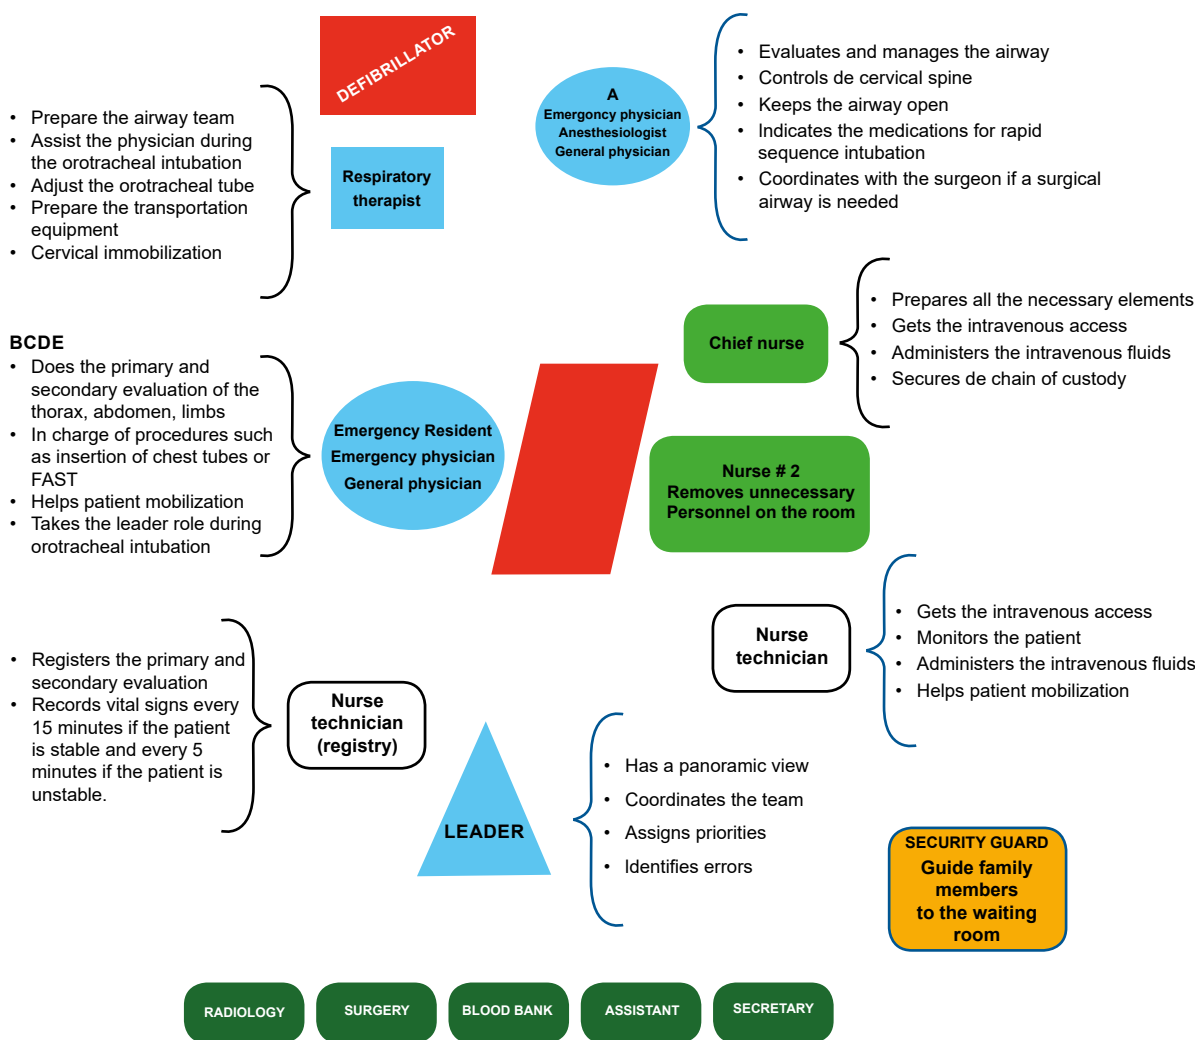 DEFIBRILLATOR
• Prepare the airway team
• Assist the physician during
the orotracheal intubation
• Adjust the orotracheal tube
• Prepare the transportation
equipment
• Cervical immobilization
Respiratory
therapist
A
Emergoncy physician
Anesthesiologist
General physician
• Evaluates and manages the airway
• Controls de cervical spine
• Keeps the airway open
• Indicates the medications for rapid
sequence intubation
• Coordinates with the surgeon if a surgical
airway is needed
Chief nurse
• Prepares all the necessary elements
• Gets the intravenous access
• Administers the intravenous fluids
• Secures de chain of custody
BCDE
• Does the primary and
secondary evaluation of the
thorax, abdomen, limbs
• In charge of procedures such
as insertion of chest tubes or
FAST
• Helps patient mobilization
• Takes the leader role during
orotracheal intubation
Emergency Resident
Emergency physician
General physician
Nurse # 2
Removes unnecessary
Personnel on the room
Nurse
technician
• Gets the intravenous access
• Monitors the patient
• Administers the intravenous fluids
• Helps patient mobilization
• Registers the primary and
secondary evaluation
• Records vital signs every
15 minutes if the patient
is stable and every 5
minutes if the patient is
unstable.
Nurse
technician
(registry)
LEADER
• Has a panoramic view
• Coordinates the team
• Assigns priorities
• Identifies errors
SECURITY GUARD
Guide family
members
to the waiting
room
RADIOLOGY
SURGERY
BLOOD BANK
ASSISTANT
SECRETARY